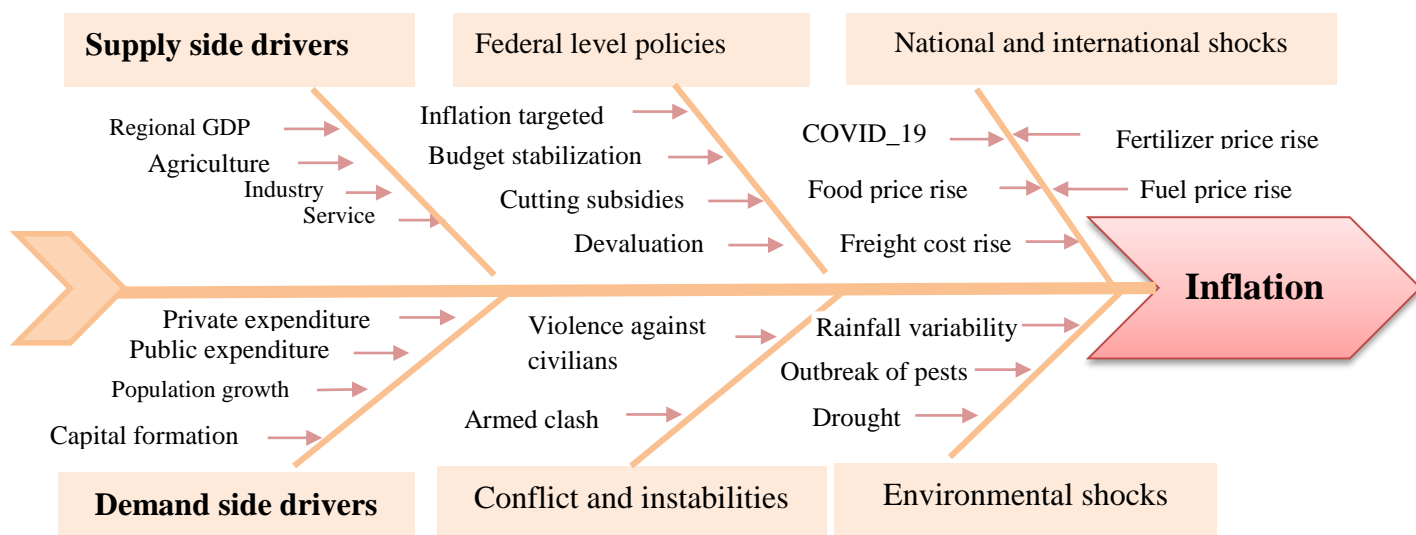 Supply side drivers
Federal level policies
National and international shocks
Regional GDP
Agriculture
Industry
Service
Inflation targeted
Budget stabilization
Cutting subsidies
Devaluation
COVID_19
Fertilizer price rise
Food price rise
Fuel price rise
Freight cost rise
Inflation
Private expenditure
Public expenditure
Population growth
Capital formation
Violence against
civilians
Armed clash
Rainfall variability
Outbreak of pests
Drought
Demand side drivers
Conflict and instabilities
Environmental shocks